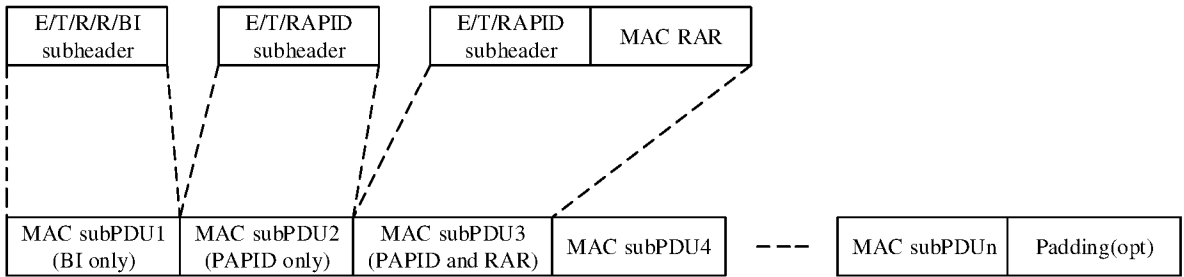 E/T/R/R/BI
subheader
E/T/RAPID
subheader
E/T/RAPID
subheader
MAC RAR
MAC subPDU1
(BI only)
MAC subPDU2
(PAPID only)
MAC subPDU3
(PAPID and RAR)
MAC subPDU4
MAC subPDUn
Padding(opt)